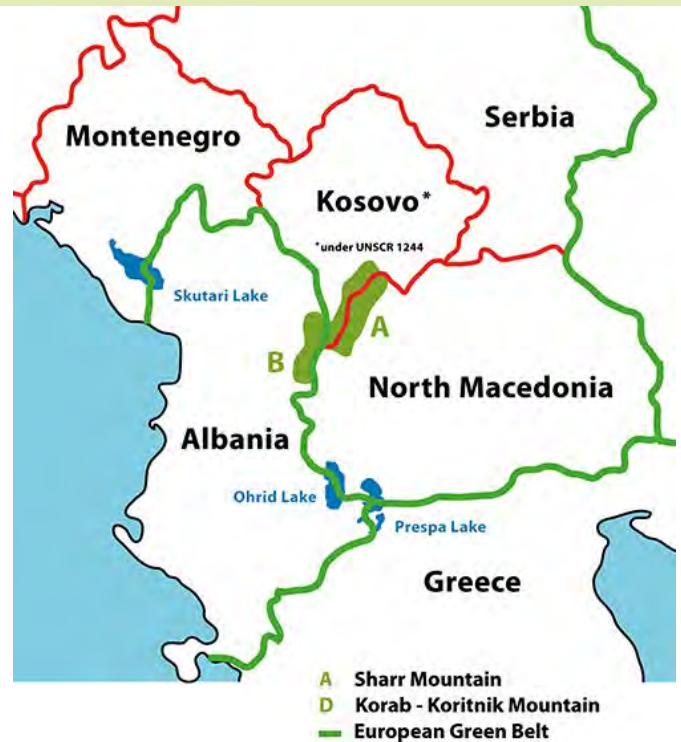 Montenegro
Serbia
Kosovo*
*under UNSCR 1244
Skutari Lake
A
B
North Macedonia
Albania
Ohrid Lake
Prespa Lake
Greece
A Sharr Mountain
D Korab - Koritnik Mountain
European Green Belt